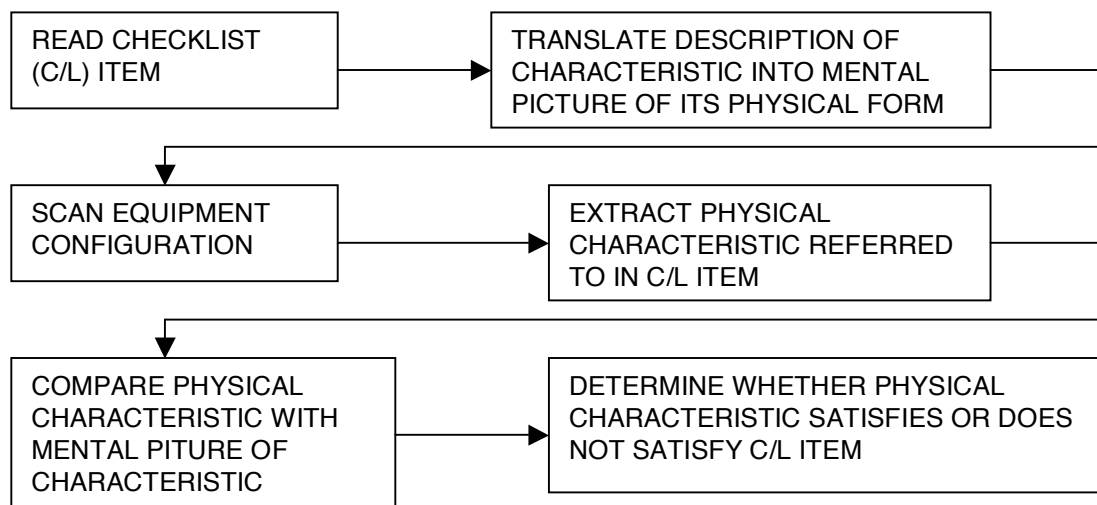 READ CHECKLIST
(C/L) ITEM
TRANSLATE DESCRIPTION OF
CHARACTERISTIC INTO MENTAL
PICTURE OF ITS PHYSICAL FORM
SCAN EQUIPMENT
CONFIGURATION
EXTRACT PHYSICAL
CHARACTERISTIC REFERRED
TO IN C/L ITEM
COMPARE PHYSICAL
CHARACTERISTIC WITH
MENTAL PITURE OF
CHARACTERISTIC
DETERMINE WHETHER PHYSICAL
CHARACTERISTIC SATISFIES OR DOES
NOT SATISFY C/L ITEM